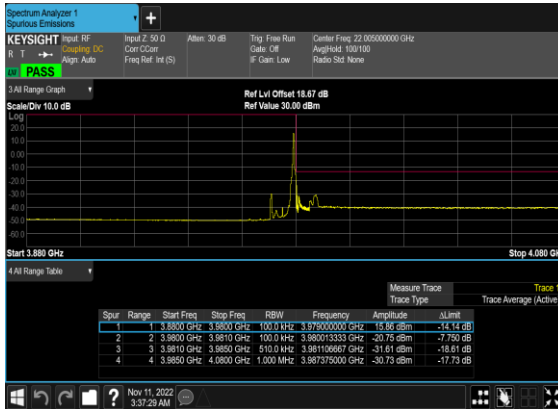 Spectrum Analyzer 1
Spurious Emissions
+
KEYSIGHT Input: RF Input Z: 50 Ω Atten: 30 dB Trig: Free Run Center Freq: 22.005000000 GHz
R T Coupling: DC Corr CCorr Gate: Off Avg|Hold: 100/100
Align: Auto Freq Ref: Int (S) IF Gain: Low Radio Std: None
LXI PASS
3 All Range Graph
Ref Lvl Offset 18.67 dB
Scale/Div 10.0 dB Ref Value 30.00 dBm
Log
20.0
10.0
0.00
-10.0
-20.0
-30.0
-40.0
-50.0
-60.0
Start 3.880 GHz Stop 4.080 GH
4 All Range Table
Measure Trace Trace 1
Trace Type Trace Average (Active
Spur Range Start Freq Stop Freq RBW Frequency Amplitude ΔLimit
1 1 3.8800 GHz 3.9800 GHz 100.0 kHz 3.979000000 GHz 15.86 dBm -14.14 dB
2 2 3.9800 GHz 3.9810 GHz 100.0 kHz 3.980013333 GHz -20.75 dBm -7.750 dB
3 3 3.9810 GHz 3.9850 GHz 510.0 kHz 3.981106667 GHz -31.61 dBm -18.61 dB
4 4 3.9850 GHz 4.0800 GHz 1.000 MHz 3.987375000 GHz -30.73 dBm -17.73 dB
? Nov 11, 2022
3:37:29 AM